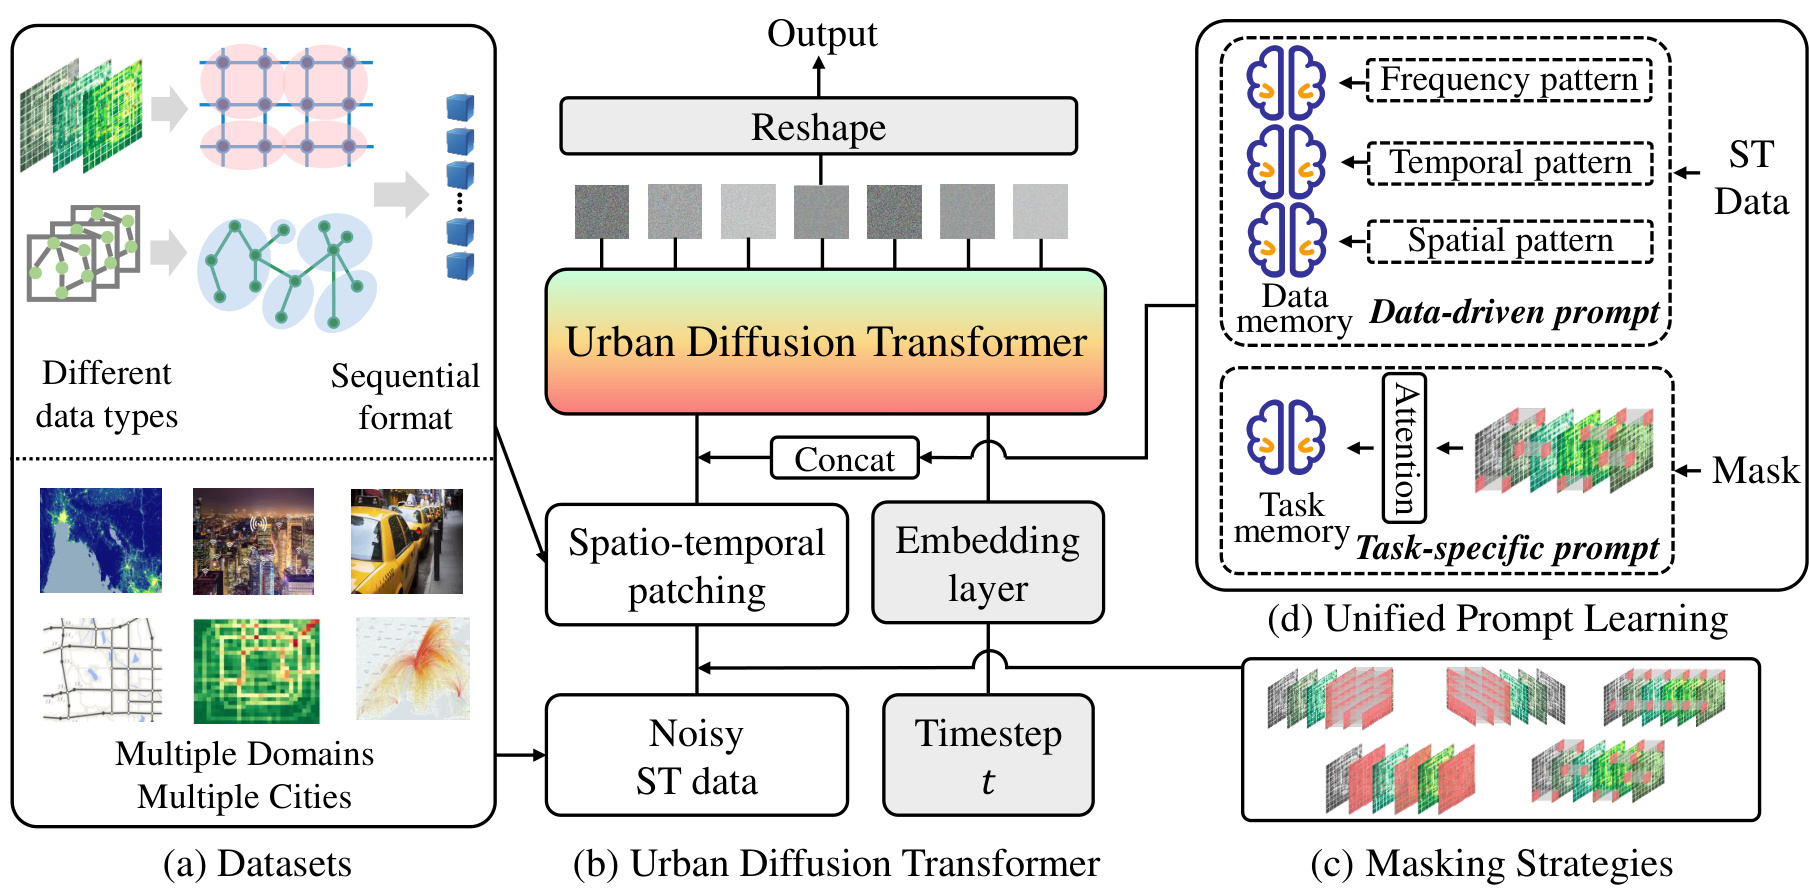 Different
data types
Sequential
format
Multiple Domains
Multiple Cities
(a) Datasets
Output
Reshape
Urban Diffusion Transformer
Concat
Spatio-temporal
patching
Embedding
layer
Noisy
ST data
Timestep
t
(b) Urban Diffusion Transformer
Frequency pattern
Temporal pattern
Spatial pattern
Data
memory
Data-driven prompt
ST
Data
Attention
Task
memory
Task-specific prompt
Mask
(d) Unified Prompt Learning
(c) Masking Strategies